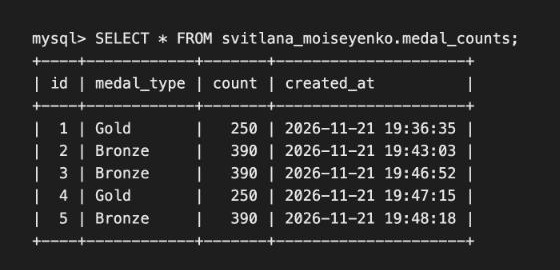 mysql> SELECT * FROM svitlana_moiseyenko.medal_counts;
+----+------------+-------+---------------------+
| id | medal_type | count | created_at          |
+----+------------+-------+---------------------+
|  1 | Gold       |   250 | 2026-11-21 19:36:35 |
|  2 | Bronze     |   390 | 2026-11-21 19:43:03 |
|  3 | Bronze     |   390 | 2026-11-21 19:46:52 |
|  4 | Gold       |   250 | 2026-11-21 19:47:15 |
|  5 | Bronze     |   390 | 2026-11-21 19:48:18 |
+----+------------+-------+---------------------+